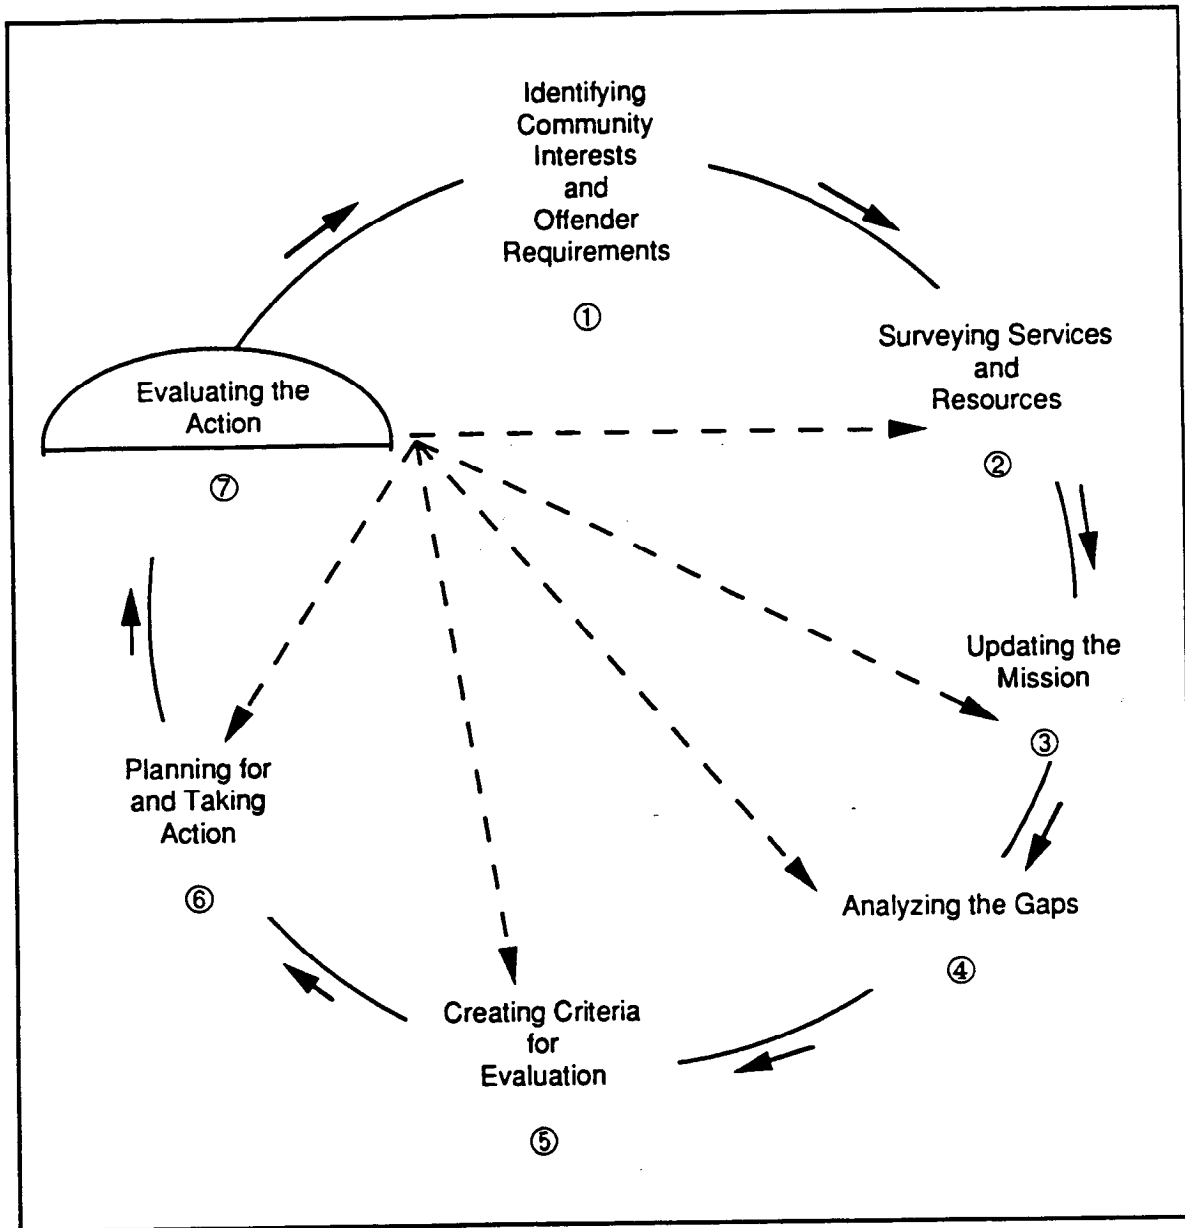 Identifying
Community
Interests
and
Offender
Requirements
①
Surveying Services
and
Resources
②
Updating the
Mission
③
Analyzing the Gaps
④
Creating Criteria
for
Evaluation
⑤
Planning for
and Taking
Action
⑥
Evaluating the
Action
⑦